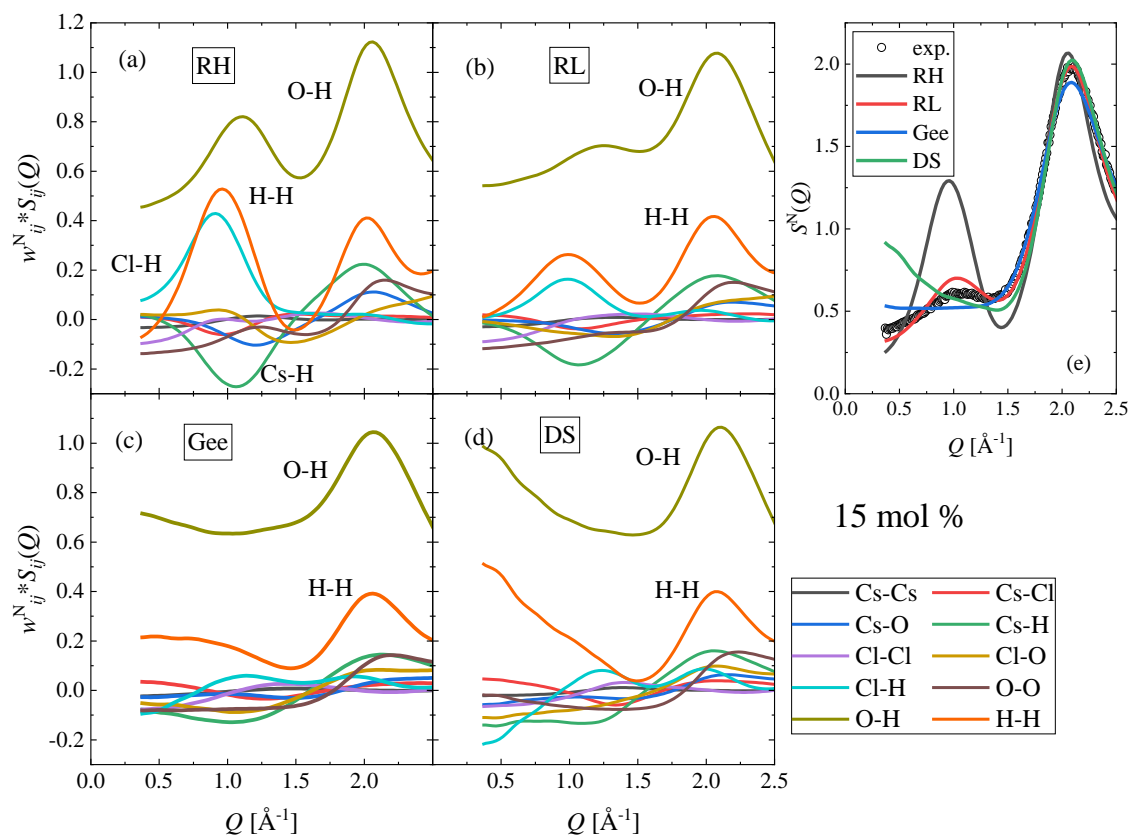 1.2
1.0
0.8
0.6
0.4
0.2
0.0
-0.2
w^N_ij*S_ij(Q)
(a)
RH
O-H
H-H
Cl-H
Cs-H
(b)
RL
O-H
H-H
1.0
0.8
0.6
0.4
0.2
0.0
-0.2
w^N_ij*S_ij(Q)
(c)
Gee
O-H
H-H
(d)
DS
O-H
H-H
0.0 0.5 1.0 1.5 2.0
0.0 0.5 1.0 1.5 2.0 2.5
Q [Å⁻¹]
Q [Å⁻¹]
exp.
RH
RL
Gee
DS
2.0
1.5
1.0
0.5
0.0
S^N(Q)
(e)
0.0 0.5 1.0 1.5 2.0 2.5
Q [Å⁻¹]
15 mol %
Cs-Cs Cs-Cl
Cs-O Cs-H
Cl-Cl Cl-O
Cl-H O-O
O-H H-H